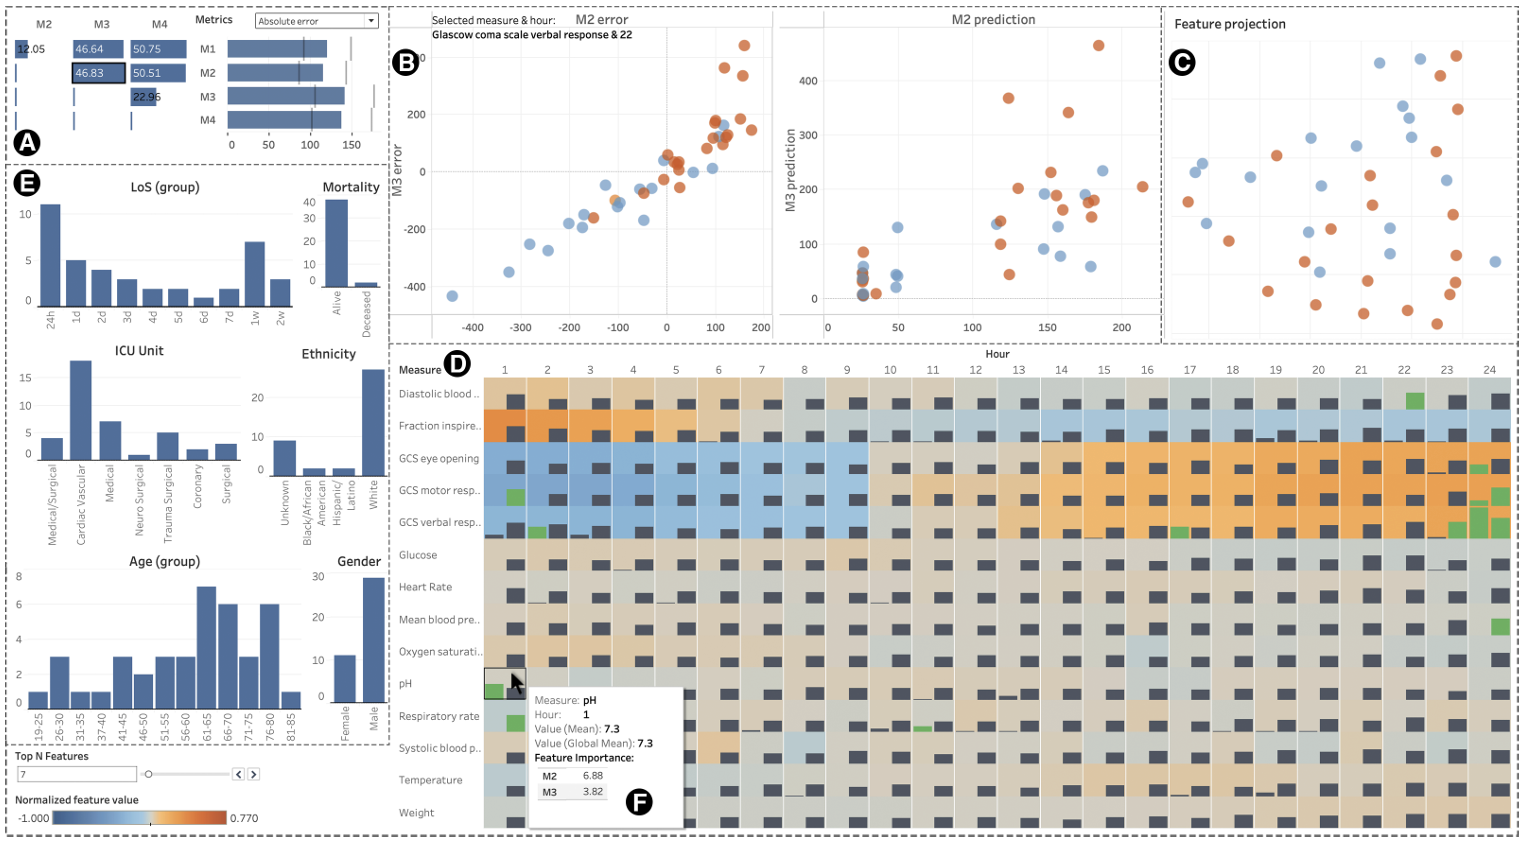 M2 M3 M4 Metrics Absolute error
12.05 46.64 50.75 M1
46.83 50.51 M2
22.96 M3
M4
A
0 50 100 150
Selected measure & hour: M2 error
Glascow coma scale verbal response & 22
B
M3 error
200
0
-200
-400
-400 -300 -200 -100 0 100 200
M2 prediction
M3 prediction
400
300
200
100
0
0 50 100 150 200
Feature projection
C
E
LoS (group)
10
5
0
24h 1d 2d 3d 4d 5d 6d 7d 1w 2w
Mortality
40
30
20
10
0
Alive Deceased
ICU Unit
15
10
5
0
Medical/Surgical Cardiac Vascular Medical Neuro Surgical Trauma Surgical Coronary Surgical
Ethnicity
20
10
0
Unknown Black/African American Hispanic/ Latino White
Age (group)
8
6
4
2
0
19-25 26-30 31-35 37-40 41-45 46-50 51-55 56-60 61-65 66-70 71-75 76-80 81-85
Gender
30
20
10
0
Female Male
Top N Features
7
Normalized feature value
-1.000 0.770
D
Hour
Measure 1 2 3 4 5 6 7 8 9 10 11 12 13 14 15 16 17 18 19 20 21 22 23 24
Diastolic blood ..
Fraction inspire..
GCS eye opening
GCS motor resp..
GCS verbal resp..
Glucose
Heart Rate
Mean blood pre..
Oxygen saturati..
pH
Respiratory rate
Systolic blood p..
Temperature
Weight
Measure: pH
Hour: 1
Value (Mean): 7.3
Value (Global Mean): 7.3
Feature Importance:
M2 6.88
M3 3.82
F